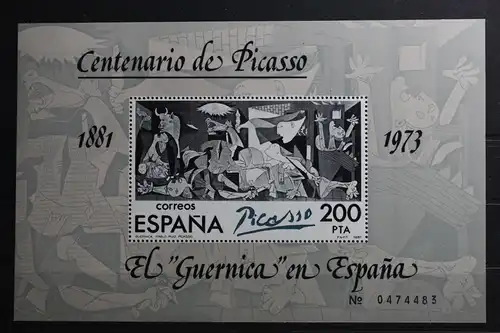 Centenario de Picasso
1881
1973
correos
ESPAÑA
Picasso
200
PTA
El "Guernica" en España
Nº 0474483